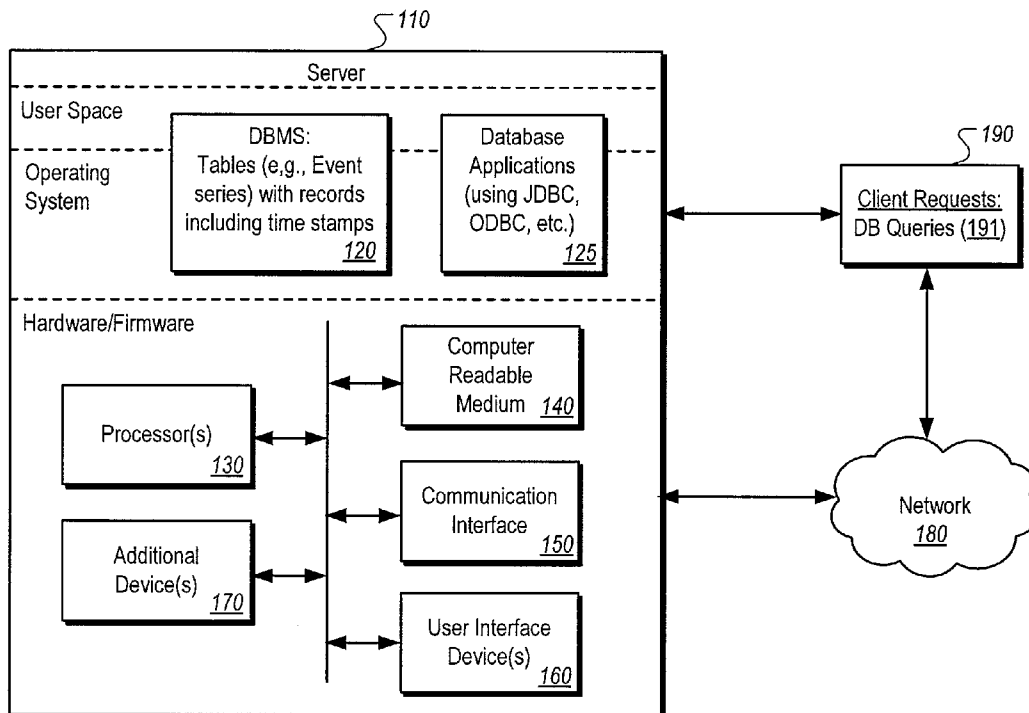 110
Server
User Space
Operating
System
DBMS:
Tables (e,g., Event
series) with records
including time stamps
120
Database
Applications
(using JDBC,
ODBC, etc.)
125
190
Client Requests:
DB Queries (191)
Hardware/Firmware
Computer
Readable
Medium
140
Processor(s)
130
Communication
Interface
150
Additional
Device(s)
170
User Interface
Device(s)
160
Network
180